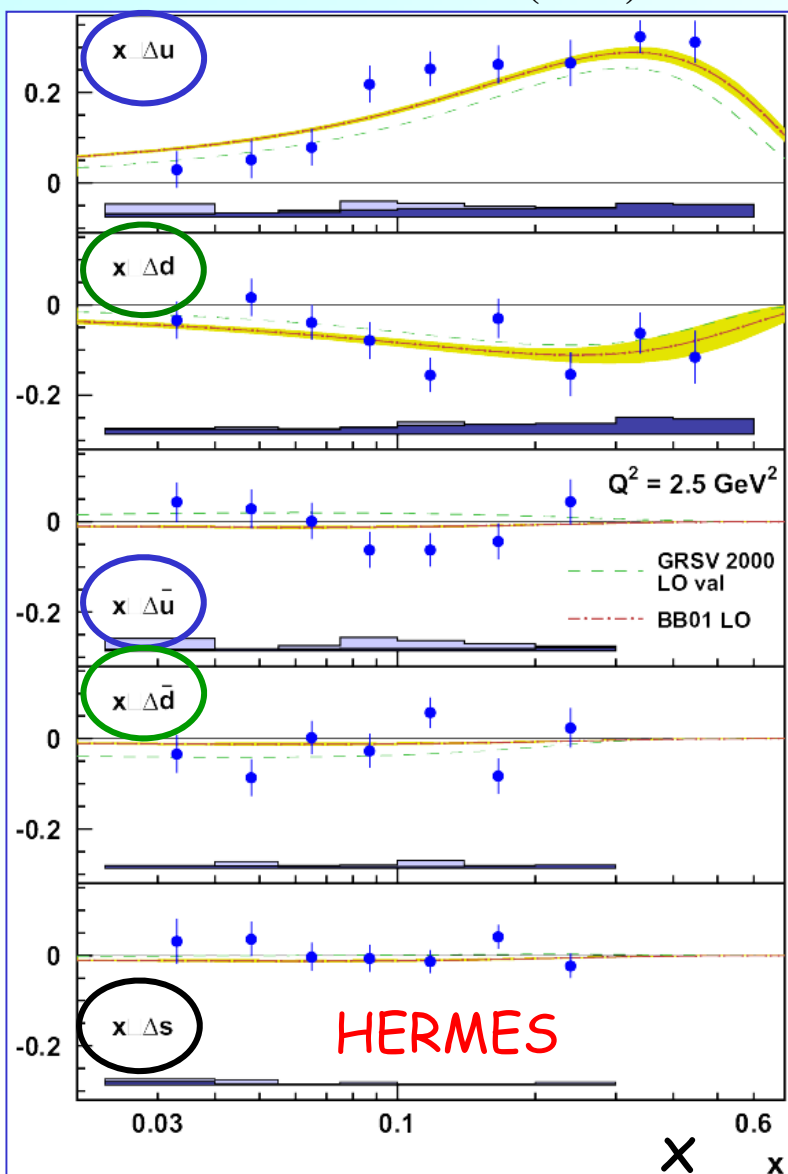 x□Δu
0.2
0
x□Δd
0
-0.2
Q² = 2.5 GeV²
0
GRSV 2000
LO val
x□Δū
-0.2
BB01 LO
x□Δd̄
0
-0.2
0
x□Δs
HERMES
-0.2
0.03 0.1 0.6
X
x